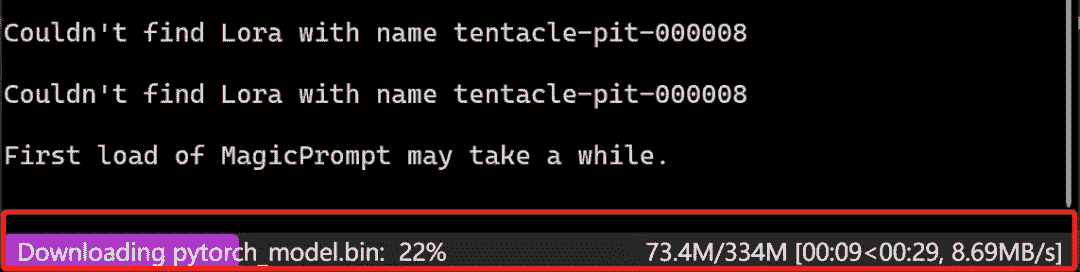 Couldn't find Lora with name tentacle-pit-000008
Couldn't find Lora with name tentacle-pit-000008
First load of MagicPrompt may take a while.
Downloading pytorch_model.bin: 22% 73.4M/334M [00:09<00:29, 8.69MB/s]